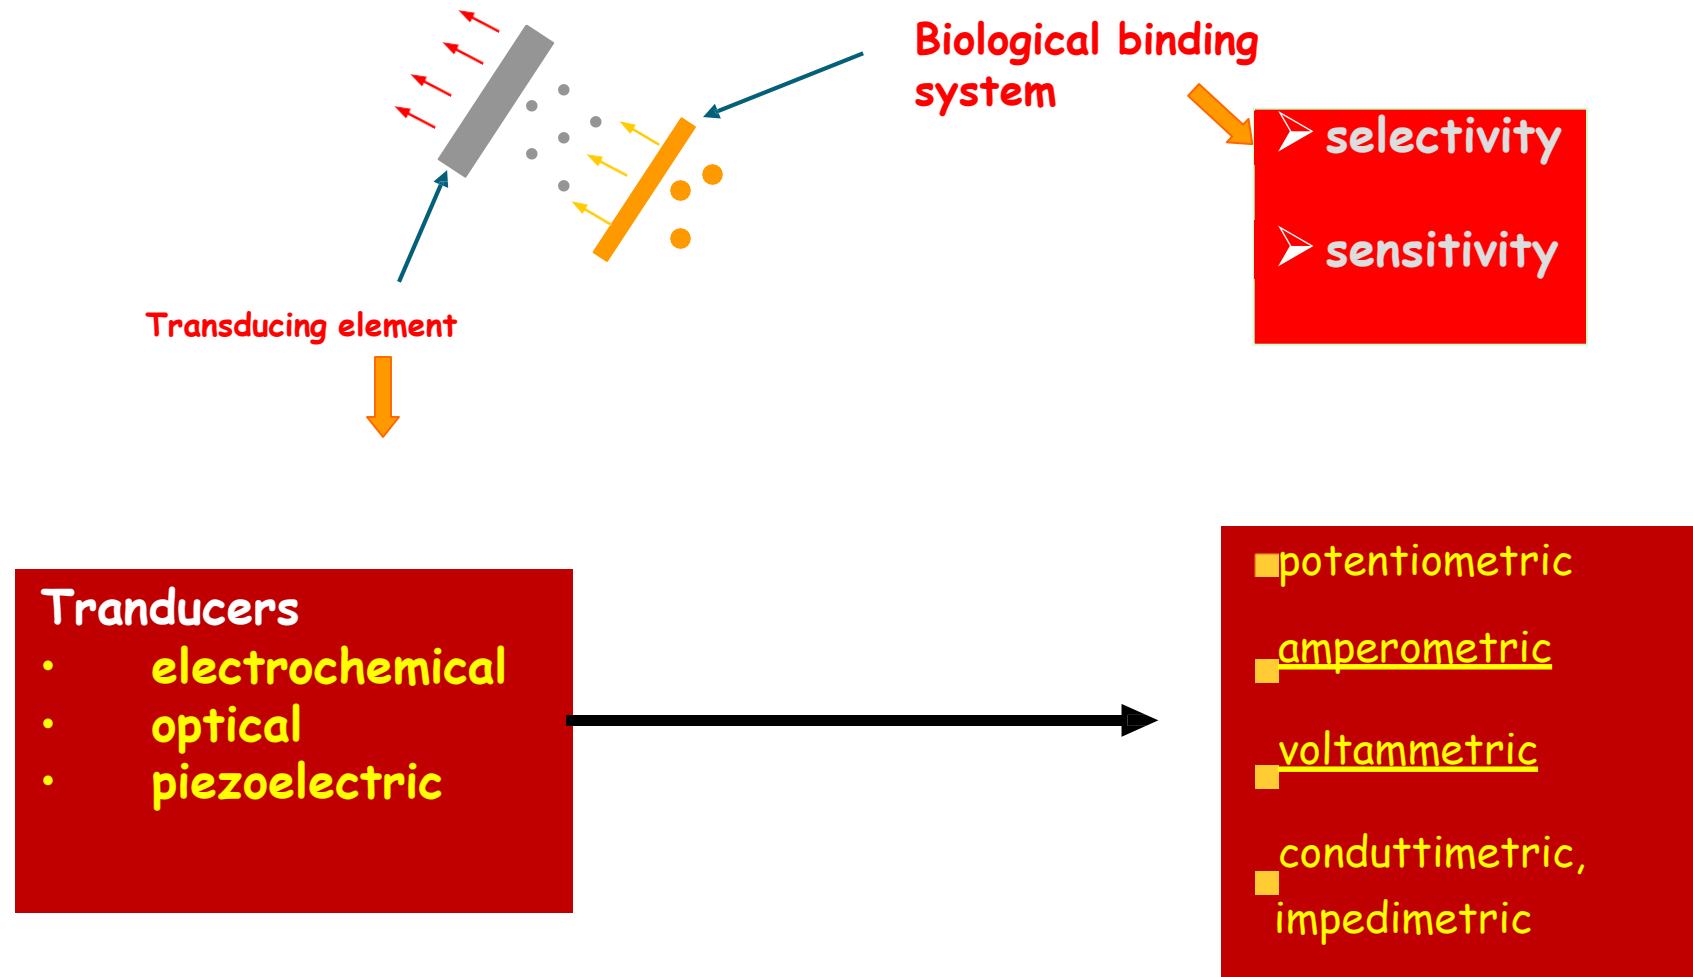 Biological binding
system
selectivity
sensitivity
Transducing element
Tranducers
• electrochemical
• optical
• piezoelectric
potentiometric
amperometric
voltammetric
conduttimetric,
impedimetric